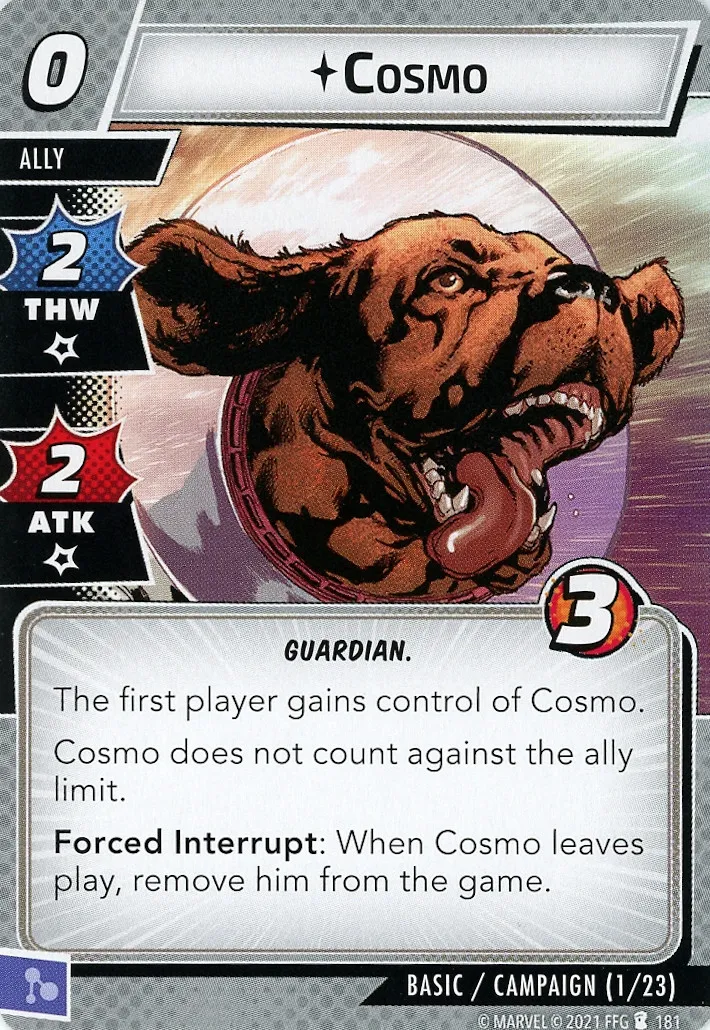 0
COSMO
ALLY
2
THW
2
ATK
3
GUARDIAN.
The first player gains control of Cosmo.
Cosmo does not count against the ally
limit.
Forced Interrupt: When Cosmo leaves
play, remove him from the game.
BASIC / CAMPAIGN (1/23)
© MARVEL © 2021 FFG 181